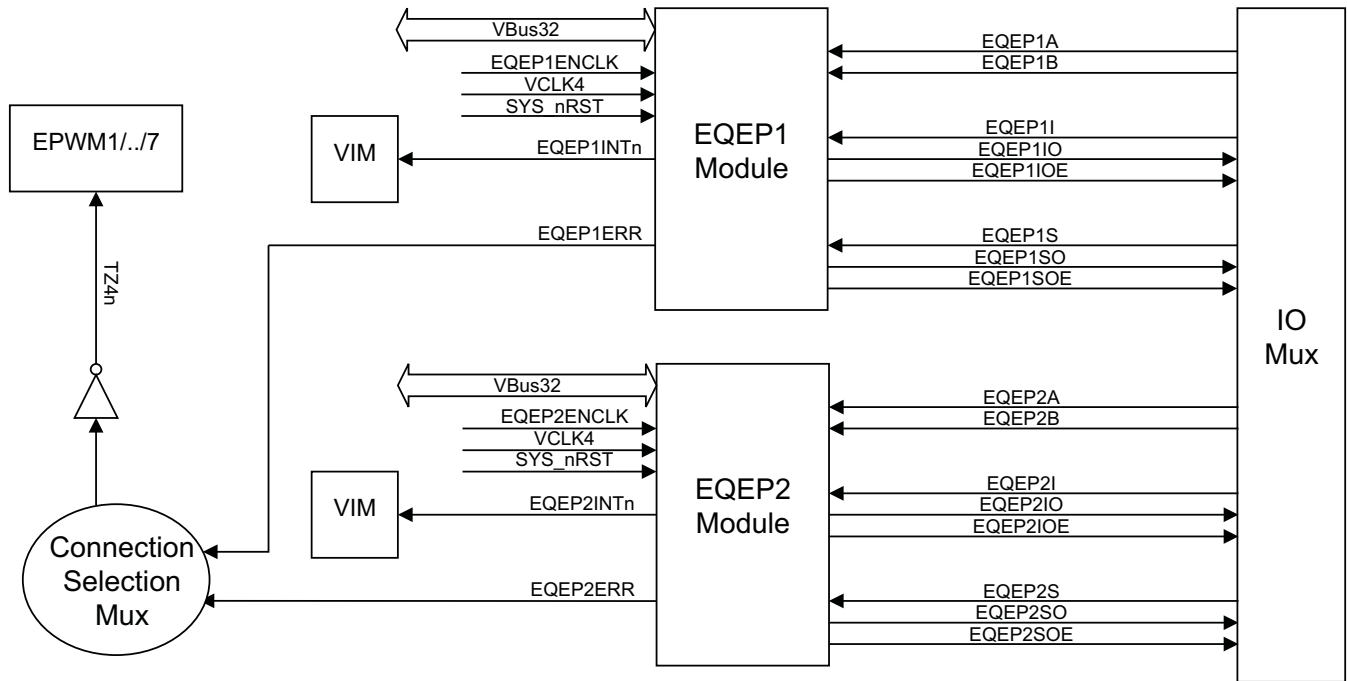 VBus32
EQEP1ENCLK
VCLK4
SYS_nRST
EPWM1/../7
VIM
EQEP1INTn
EQEP1
Module
EQEP1ERR
EQEP1A
EQEP1B
EQEP1I
EQEP1IO
EQEP1IOE
EQEP1S
EQEP1SO
EQEP1SOE
TZ4n
IO
Mux
VBus32
EQEP2ENCLK
VCLK4
SYS_nRST
VIM
EQEP2INTn
EQEP2
Module
EQEP2ERR
EQEP2A
EQEP2B
EQEP2I
EQEP2IO
EQEP2IOE
EQEP2S
EQEP2SO
EQEP2SOE
Connection
Selection
Mux